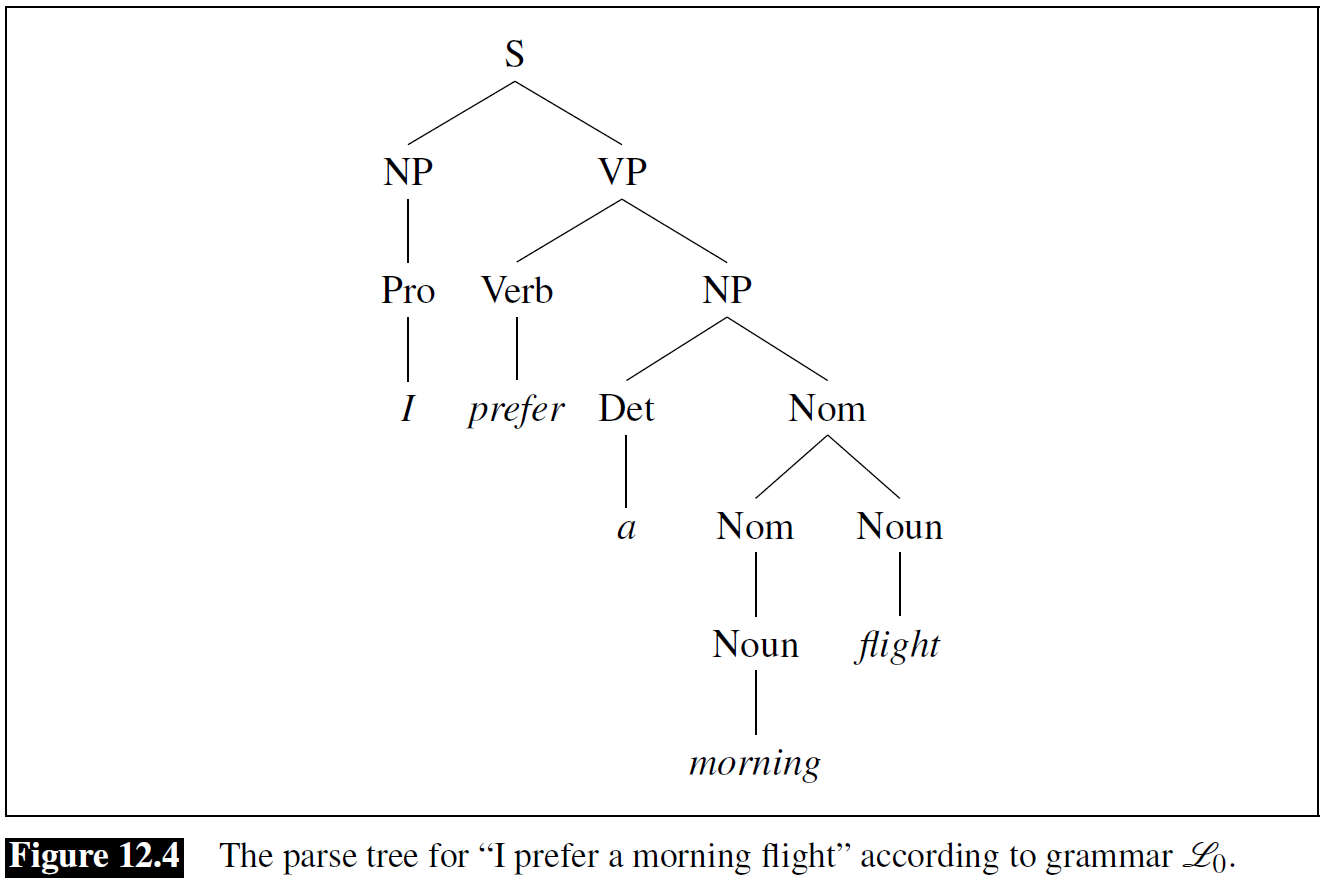 S
NP VP
Pro Verb NP
I prefer Det Nom
a Nom Noun
Noun flight
morning
Figure 12.4 The parse tree for “I prefer a morning flight” according to grammar ℒ₀.